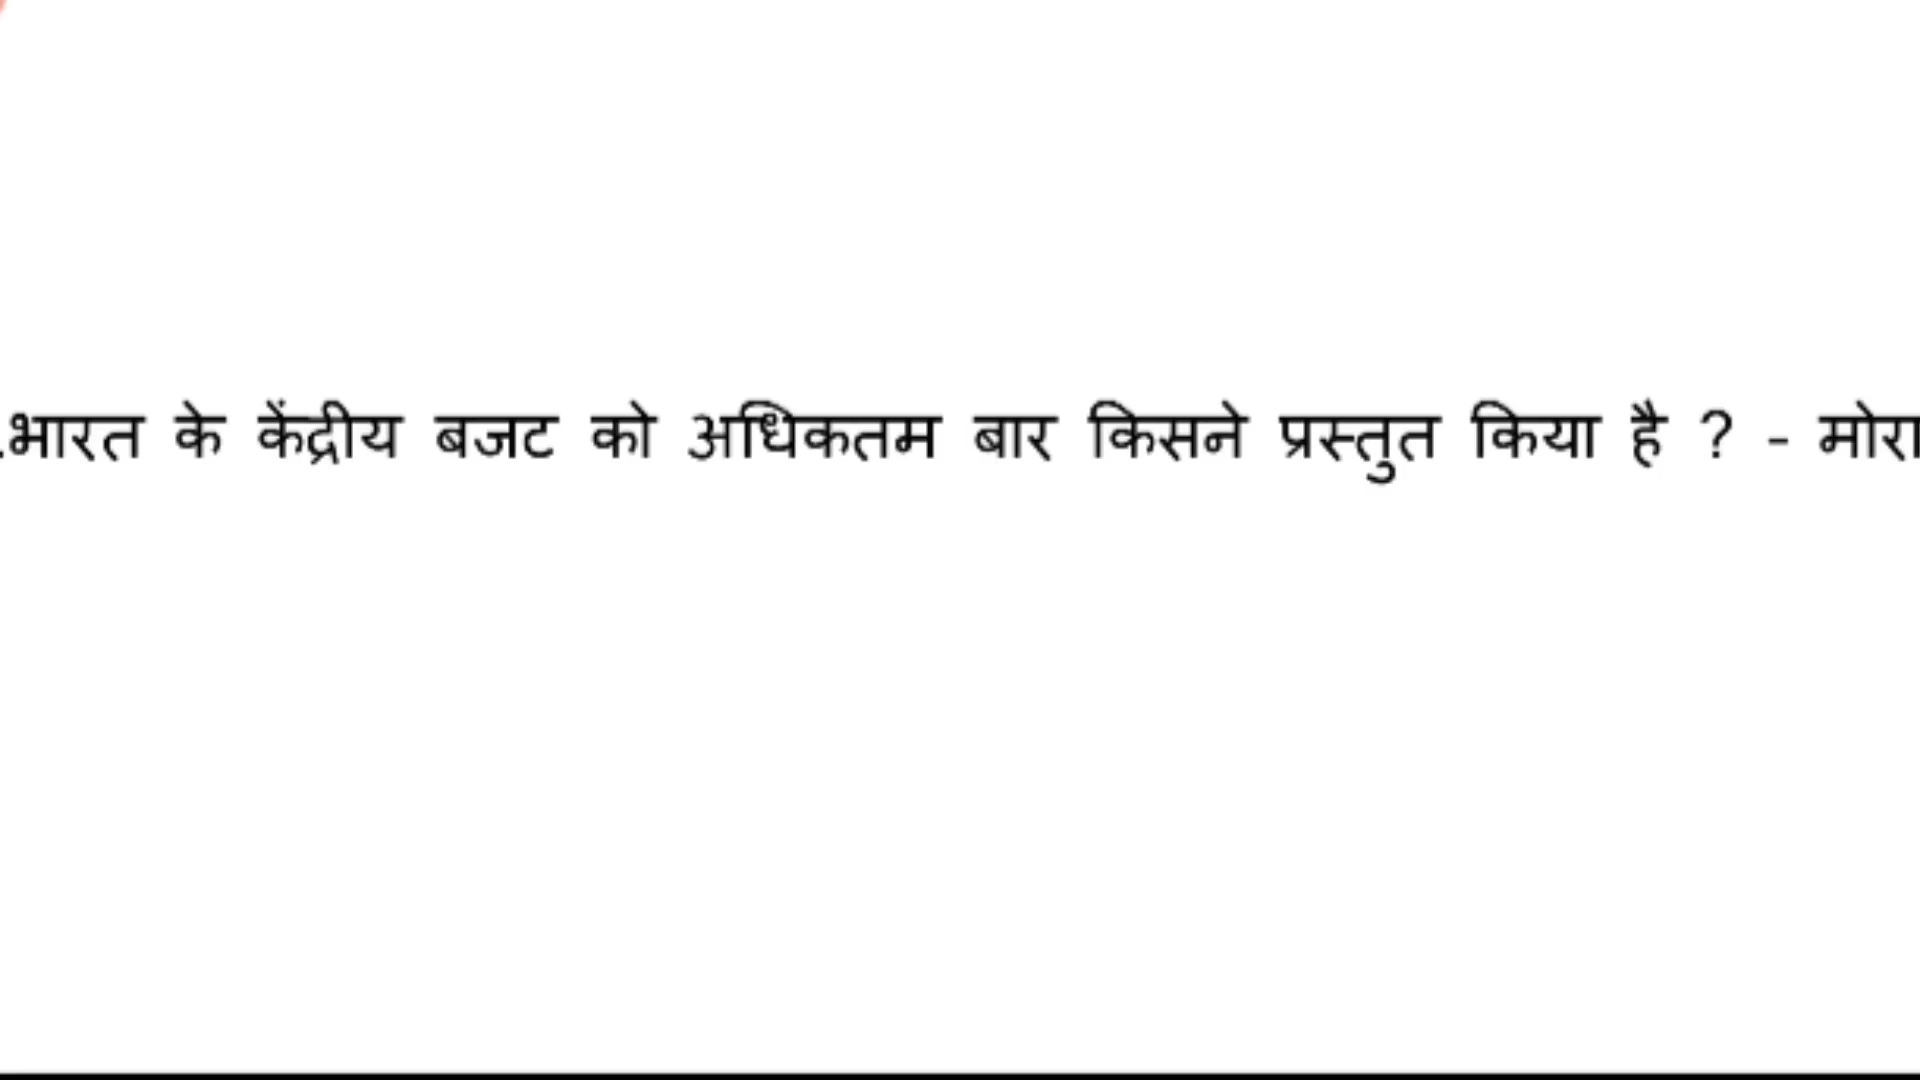 .भारत के केंद्रीय बजट को अधिकतम बार किसने प्रस्तुत किया है ? - मोरा